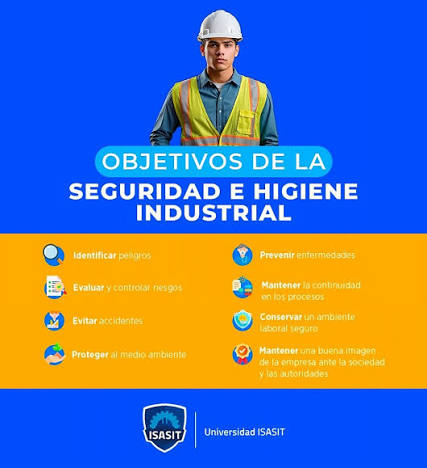 OBJETIVOS DE LA
SEGURIDAD E HIGIENE
INDUSTRIAL
Identificar peligros
Evaluar y controlar riesgos
Evitar accidentes
Proteger al medio ambiente
Prevenir enfermedades
Mantener la continuidad
en los procesos
Conservar un ambiente
laboral seguro
Mantener una buena imagen
de la empresa ante la sociedad
y las autoridades
ISASIT
Universidad ISASIT